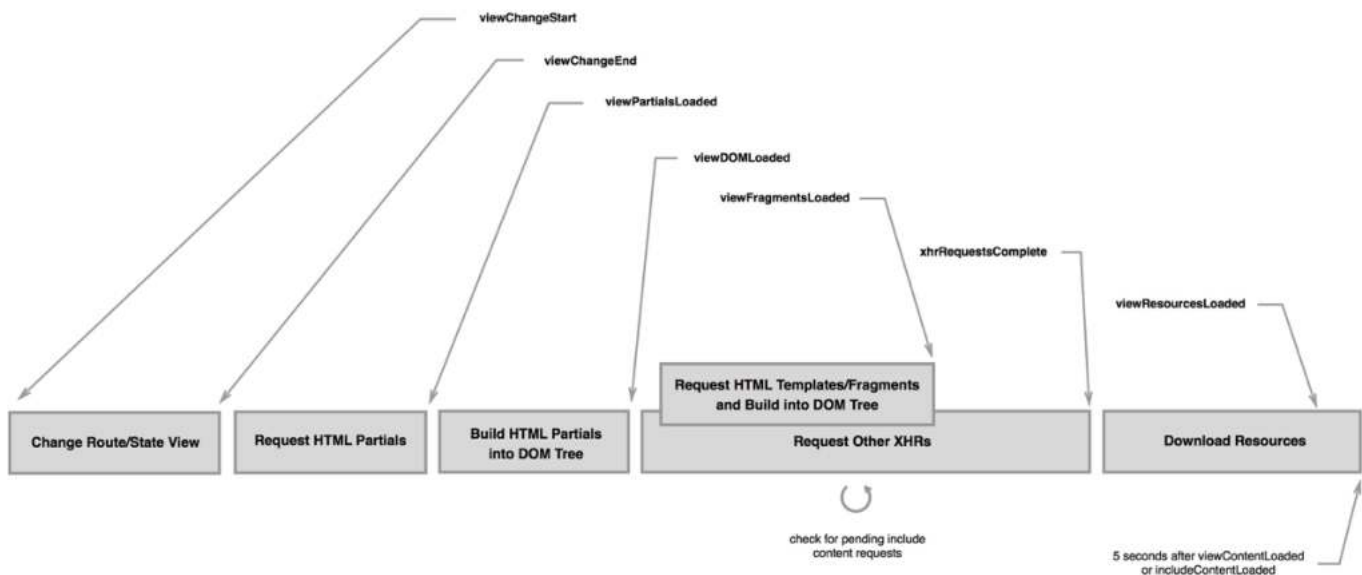 viewChangeStart
viewChangeEnd
viewPartialsLoaded
viewDOMLoaded
viewFragmentsLoaded
xhrRequestsComplete
viewResourcesLoaded
Request HTML Templates/Fragments
and Build into DOM Tree
Change Route/State View
Request HTML Partials
Build HTML Partials
into DOM Tree
Request Other XHRs
Download Resources
check for pending include
content requests
5 seconds after viewContentLoaded
or includeContentLoaded